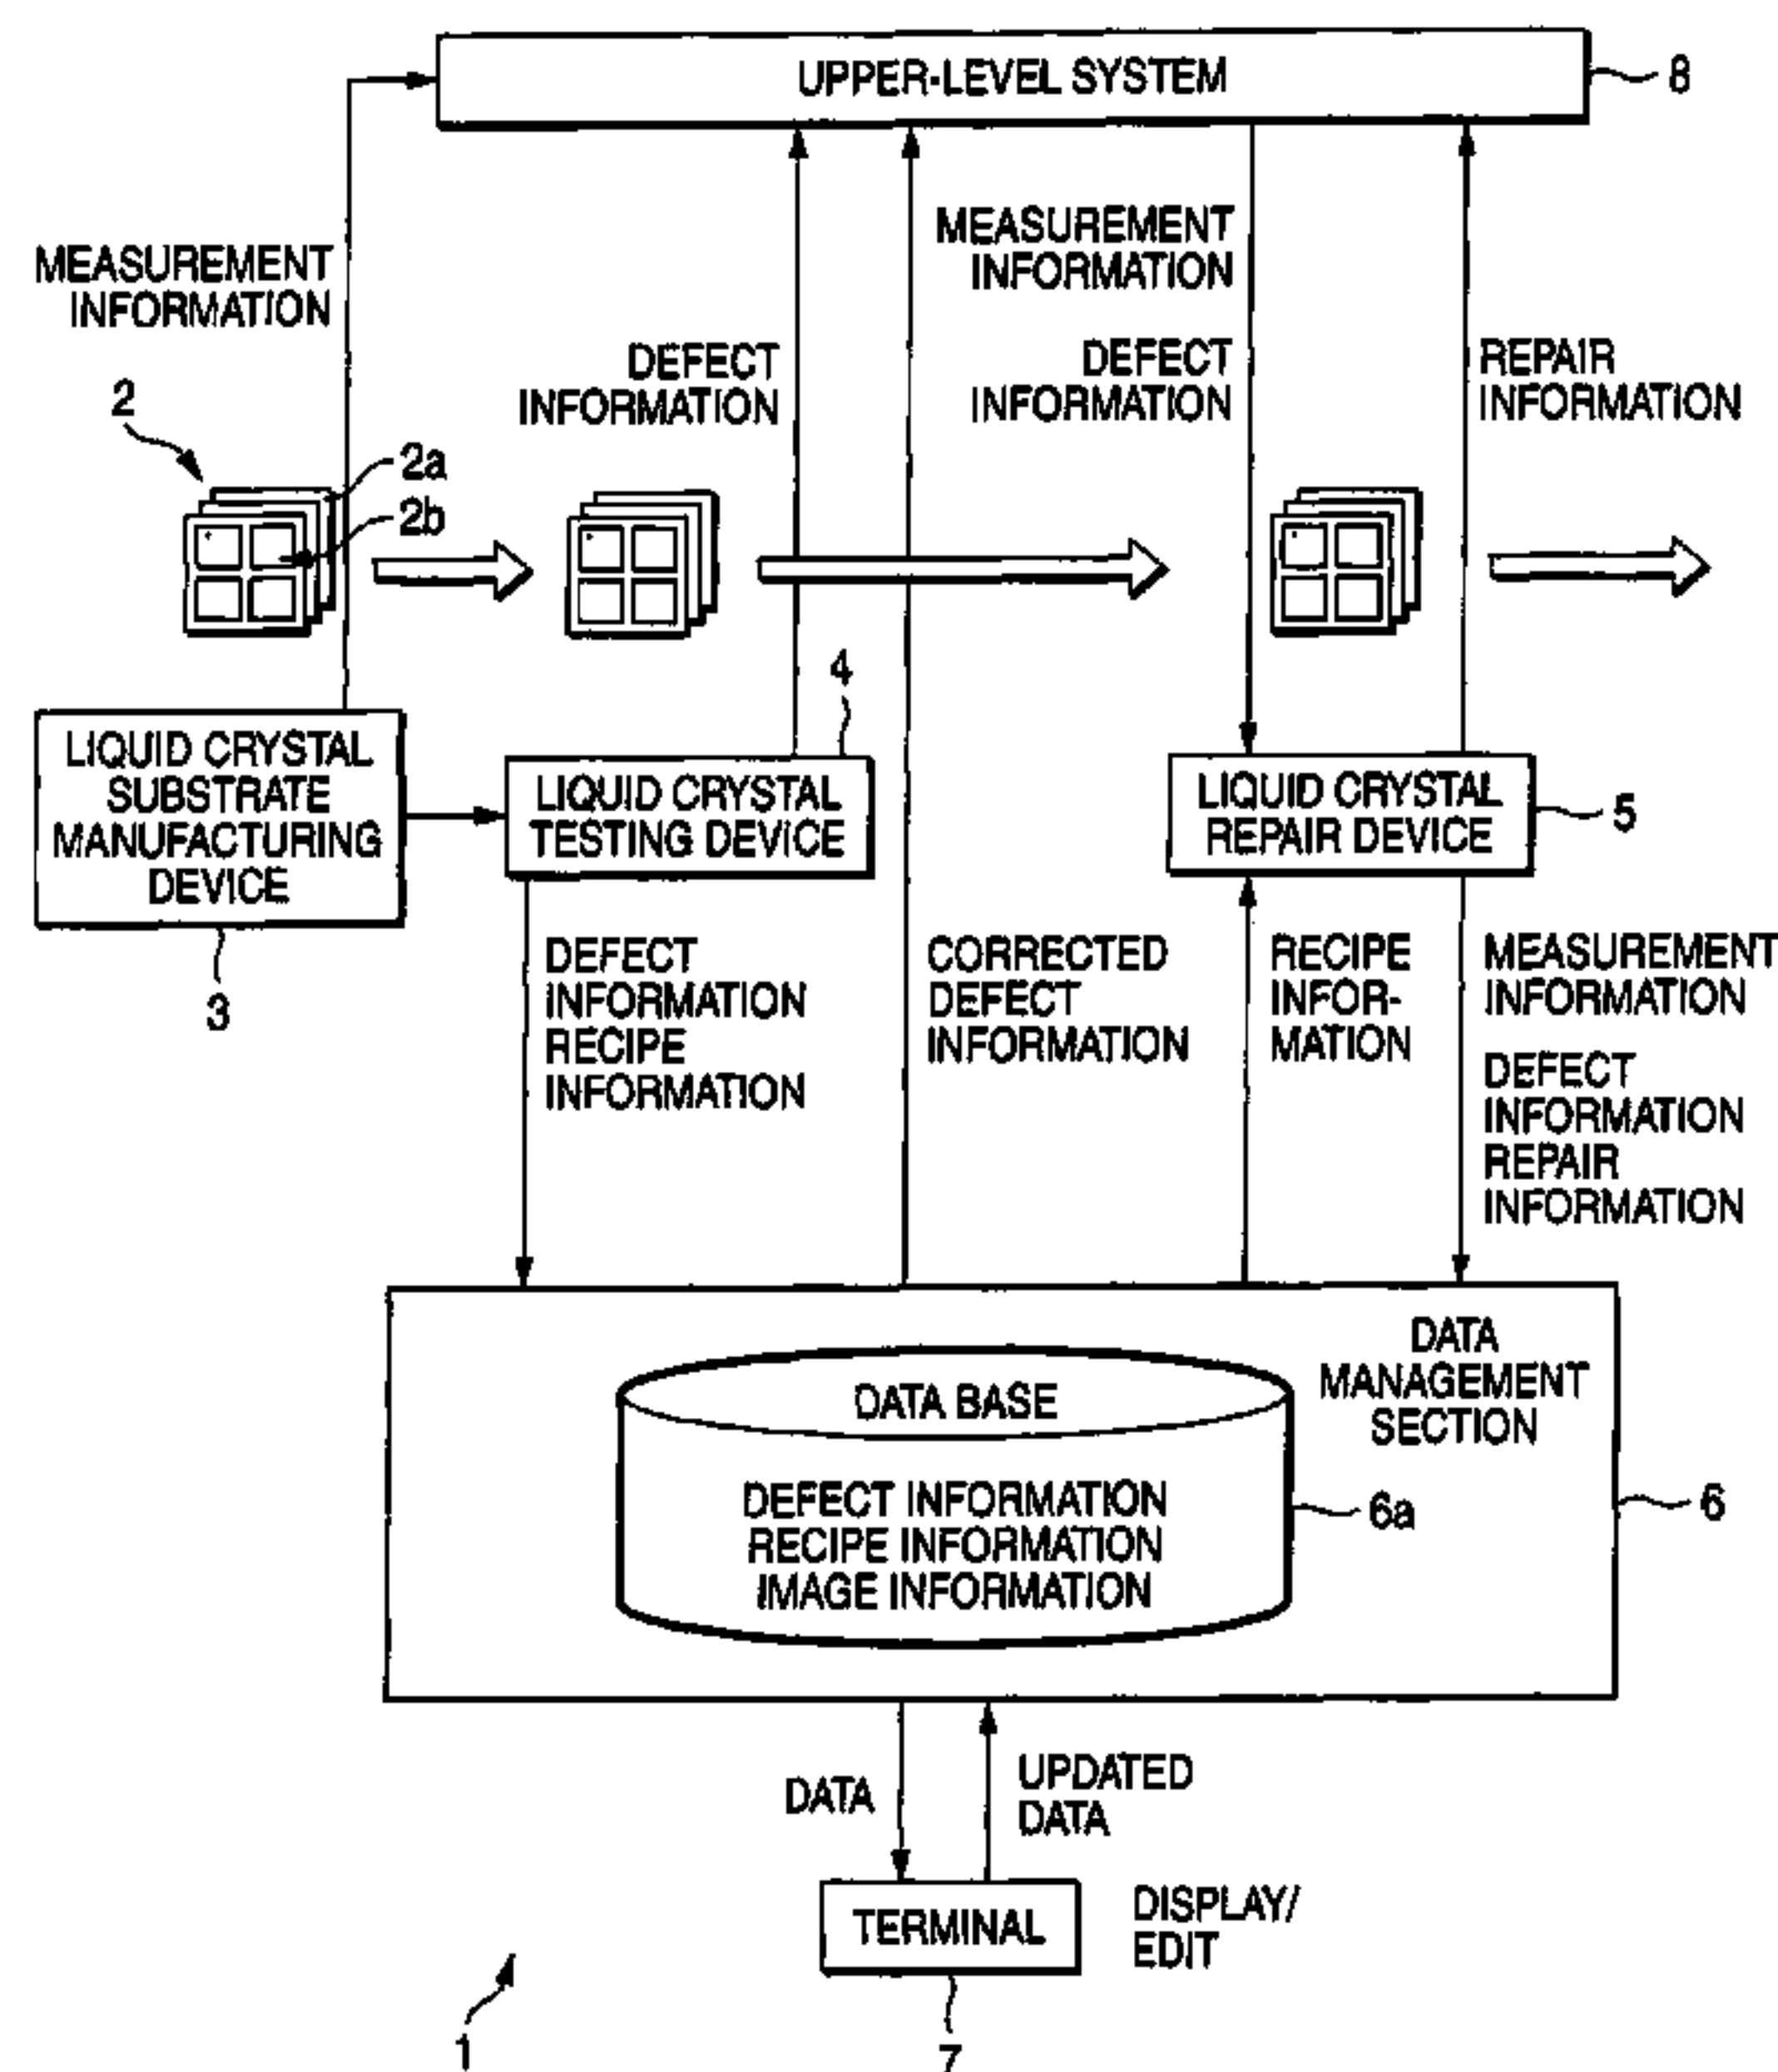 UPPER-LEVEL SYSTEM
8
MEASUREMENT
INFORMATION
MEASUREMENT
INFORMATION
DEFECT
INFORMATION
DEFECT
INFORMATION
REPAIR
INFORMATION
2
2a
2b
4
LIQUID CRYSTAL
SUBSTRATE
MANUFACTURING
DEVICE
3
LIQUID CRYSTAL
TESTING DEVICE
LIQUID CRYSTAL
REPAIR DEVICE
5
DEFECT
INFORMATION
RECIPE
INFORMATION
CORRECTED
DEFECT
INFORMATION
RECIPE
INFOR-
MATION
MEASUREMENT
INFORMATION
DEFECT
INFORMATION
REPAIR
INFORMATION
DATA
MANAGEMENT
SECTION
DATA BASE
DEFECT INFORMATION
RECIPE INFORMATION
IMAGE INFORMATION
6a
6
DATA
UPDATED
DATA
TERMINAL
DISPLAY/
EDIT
1
7